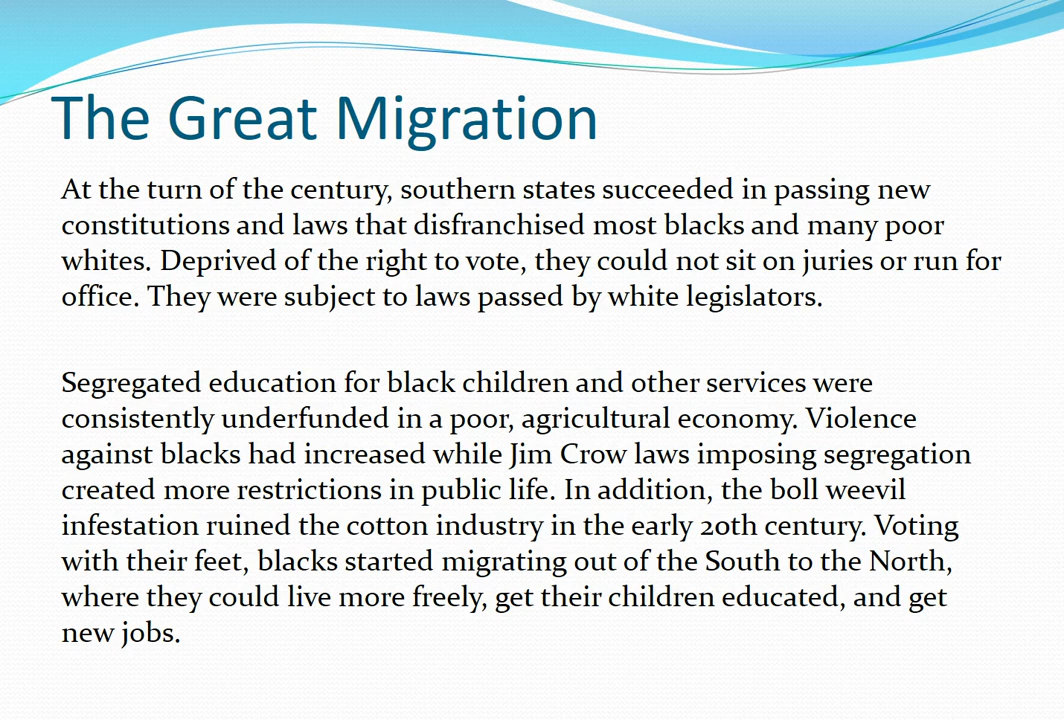 The Great Migration
At the turn of the century, southern states succeeded in passing new
constitutions and laws that disfranchised most blacks and many poor
whites. Deprived of the right to vote, they could not sit on juries or run for
office. They were subject to laws passed by white legislators.
Segregated education for black children and other services were
consistently underfunded in a poor, agricultural economy. Violence
against blacks had increased while Jim Crow laws imposing segregation
created more restrictions in public life. In addition, the boll weevil
infestation ruined the cotton industry in the early 20th century. Voting
with their feet, blacks started migrating out of the South to the North,
where they could live more freely, get their children educated, and get
new jobs.